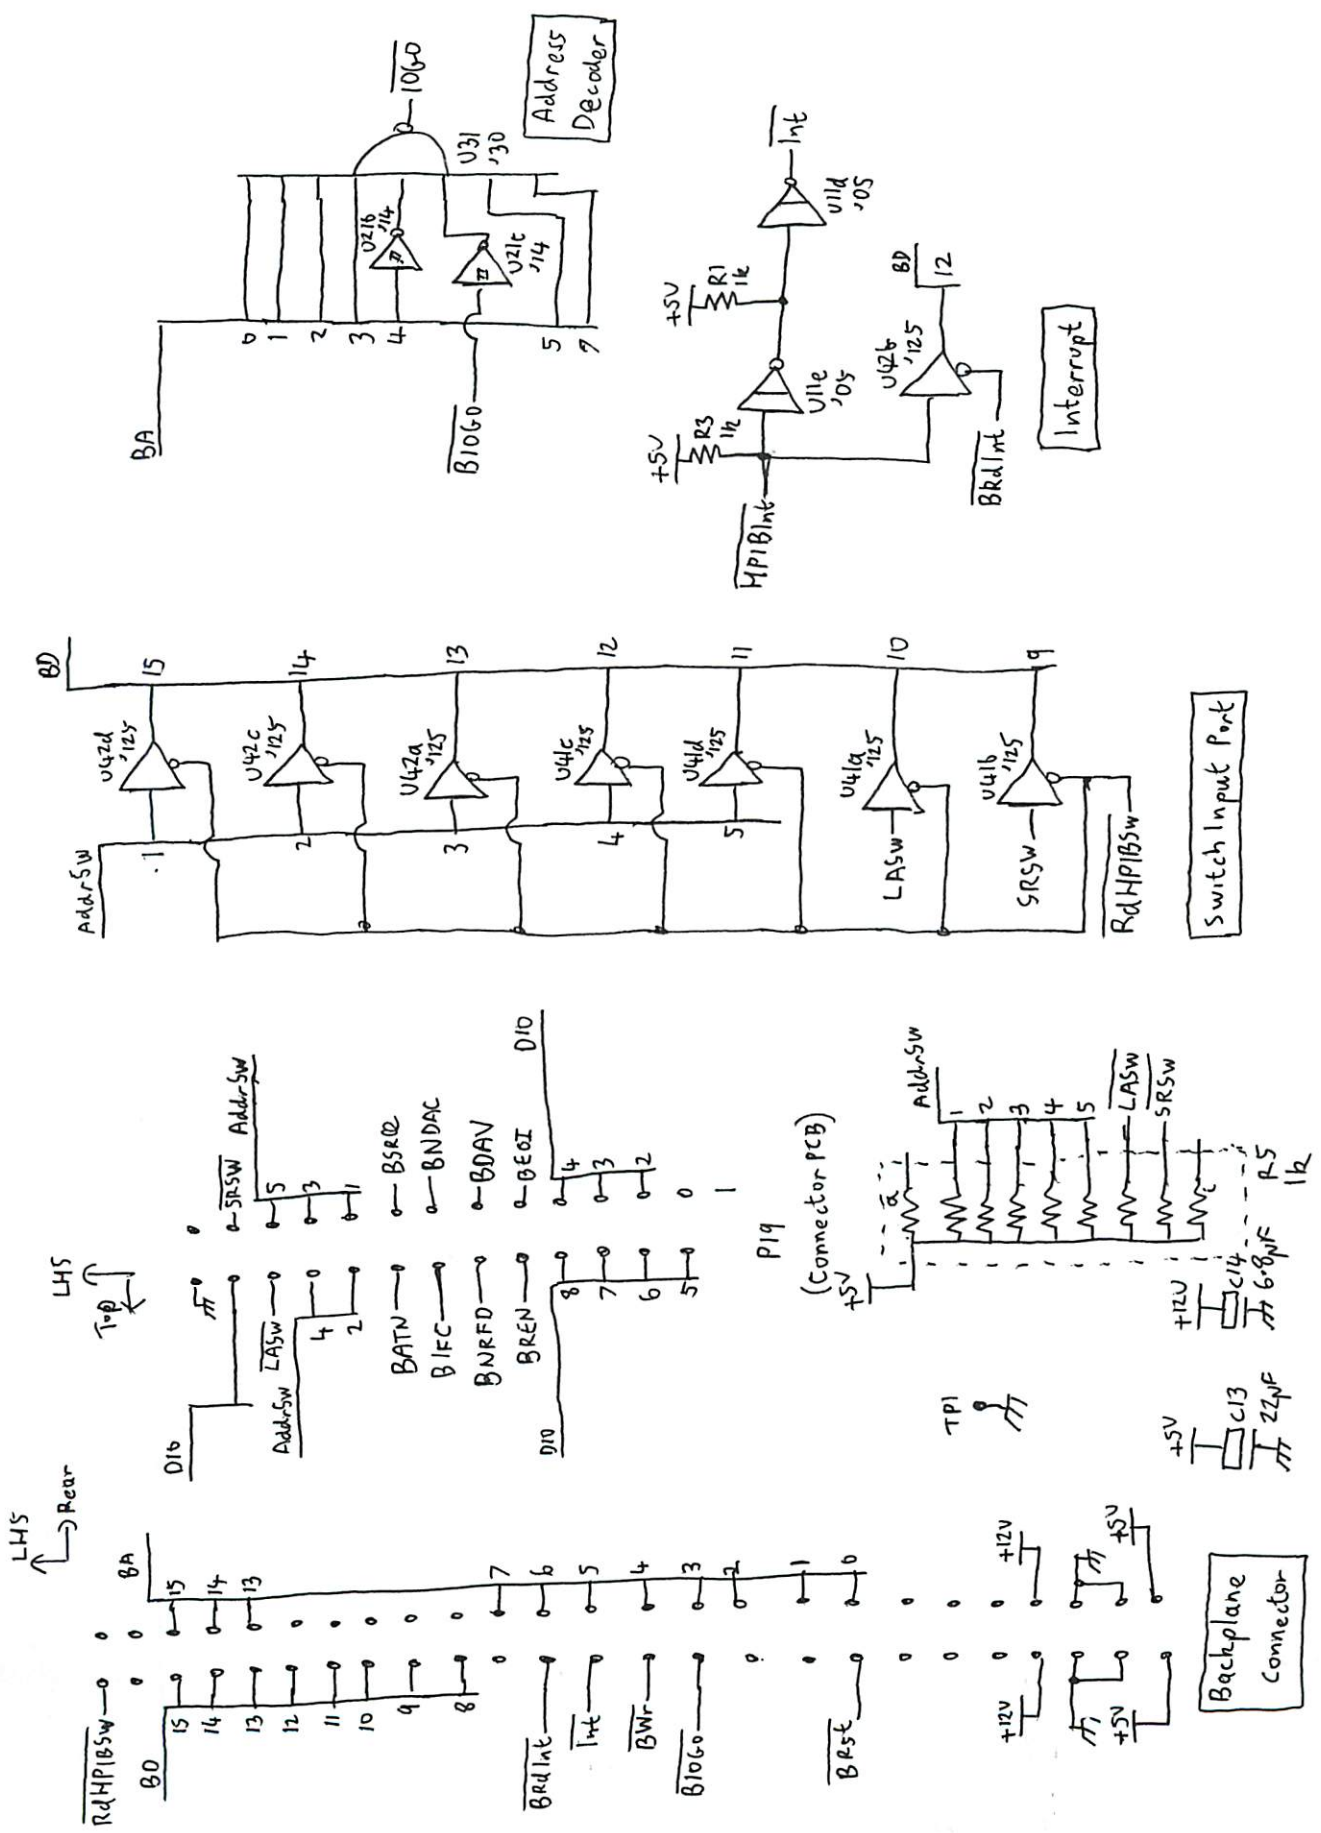 LHS
Rear
RdHPIBSw
BD
15
14
13
12
11
10
9
8
BRdInt
Int
BWr
BIOGO
BRst
+12V
+5V
BA
15
14
13
7
6
5
4
3
2
1
0
+12V
+5V
Backplane
Connector
LHS
Top
DIO
LASW
AddrSW
4
2
BATN
BIFC
BNRFD
BREN
DIO
8
7
6
5
SRSW
AddrSW
5
3
1
BSRQ
BNDAC
BDAV
BEOI
DIO
4
3
2
1
P19
(Connector PCB)
TP1
+5V
C13
22µF
+12V
C14
6.8µF
+5V
a
c
R5
1k
AddrSW
1
2
3
4
5
LASW
SRSW
AddrSW
1
2
3
4
5
LASW
SRSW
RdHPIBSw
U42d
'125
U42c
'125
U42a
'125
U41c
'125
U41d
'125
U41a
'125
U41b
'125
BD
15
14
13
12
11
10
9
Switch Input Port
BA
0
1
2
3
4
5
7
BIOGO
U21b
'14
U21c
'14
U31
'30
IOGO
Address
Decoder
HPIBInt
+5V
R3
1k
U11e
'05
+5V
R1
1k
U11d
'05
Int
BRdInt
U42b
'125
BD
12
Interrupt